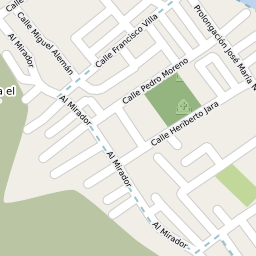 Calle Francisco Villa
Calle Miguel Alemán
Al Mirador
Prolongación José María
Calle Pedro Moreno
a el
Al Mirador
Calle Heriberto Jara
Al Mirador
Al Mirador